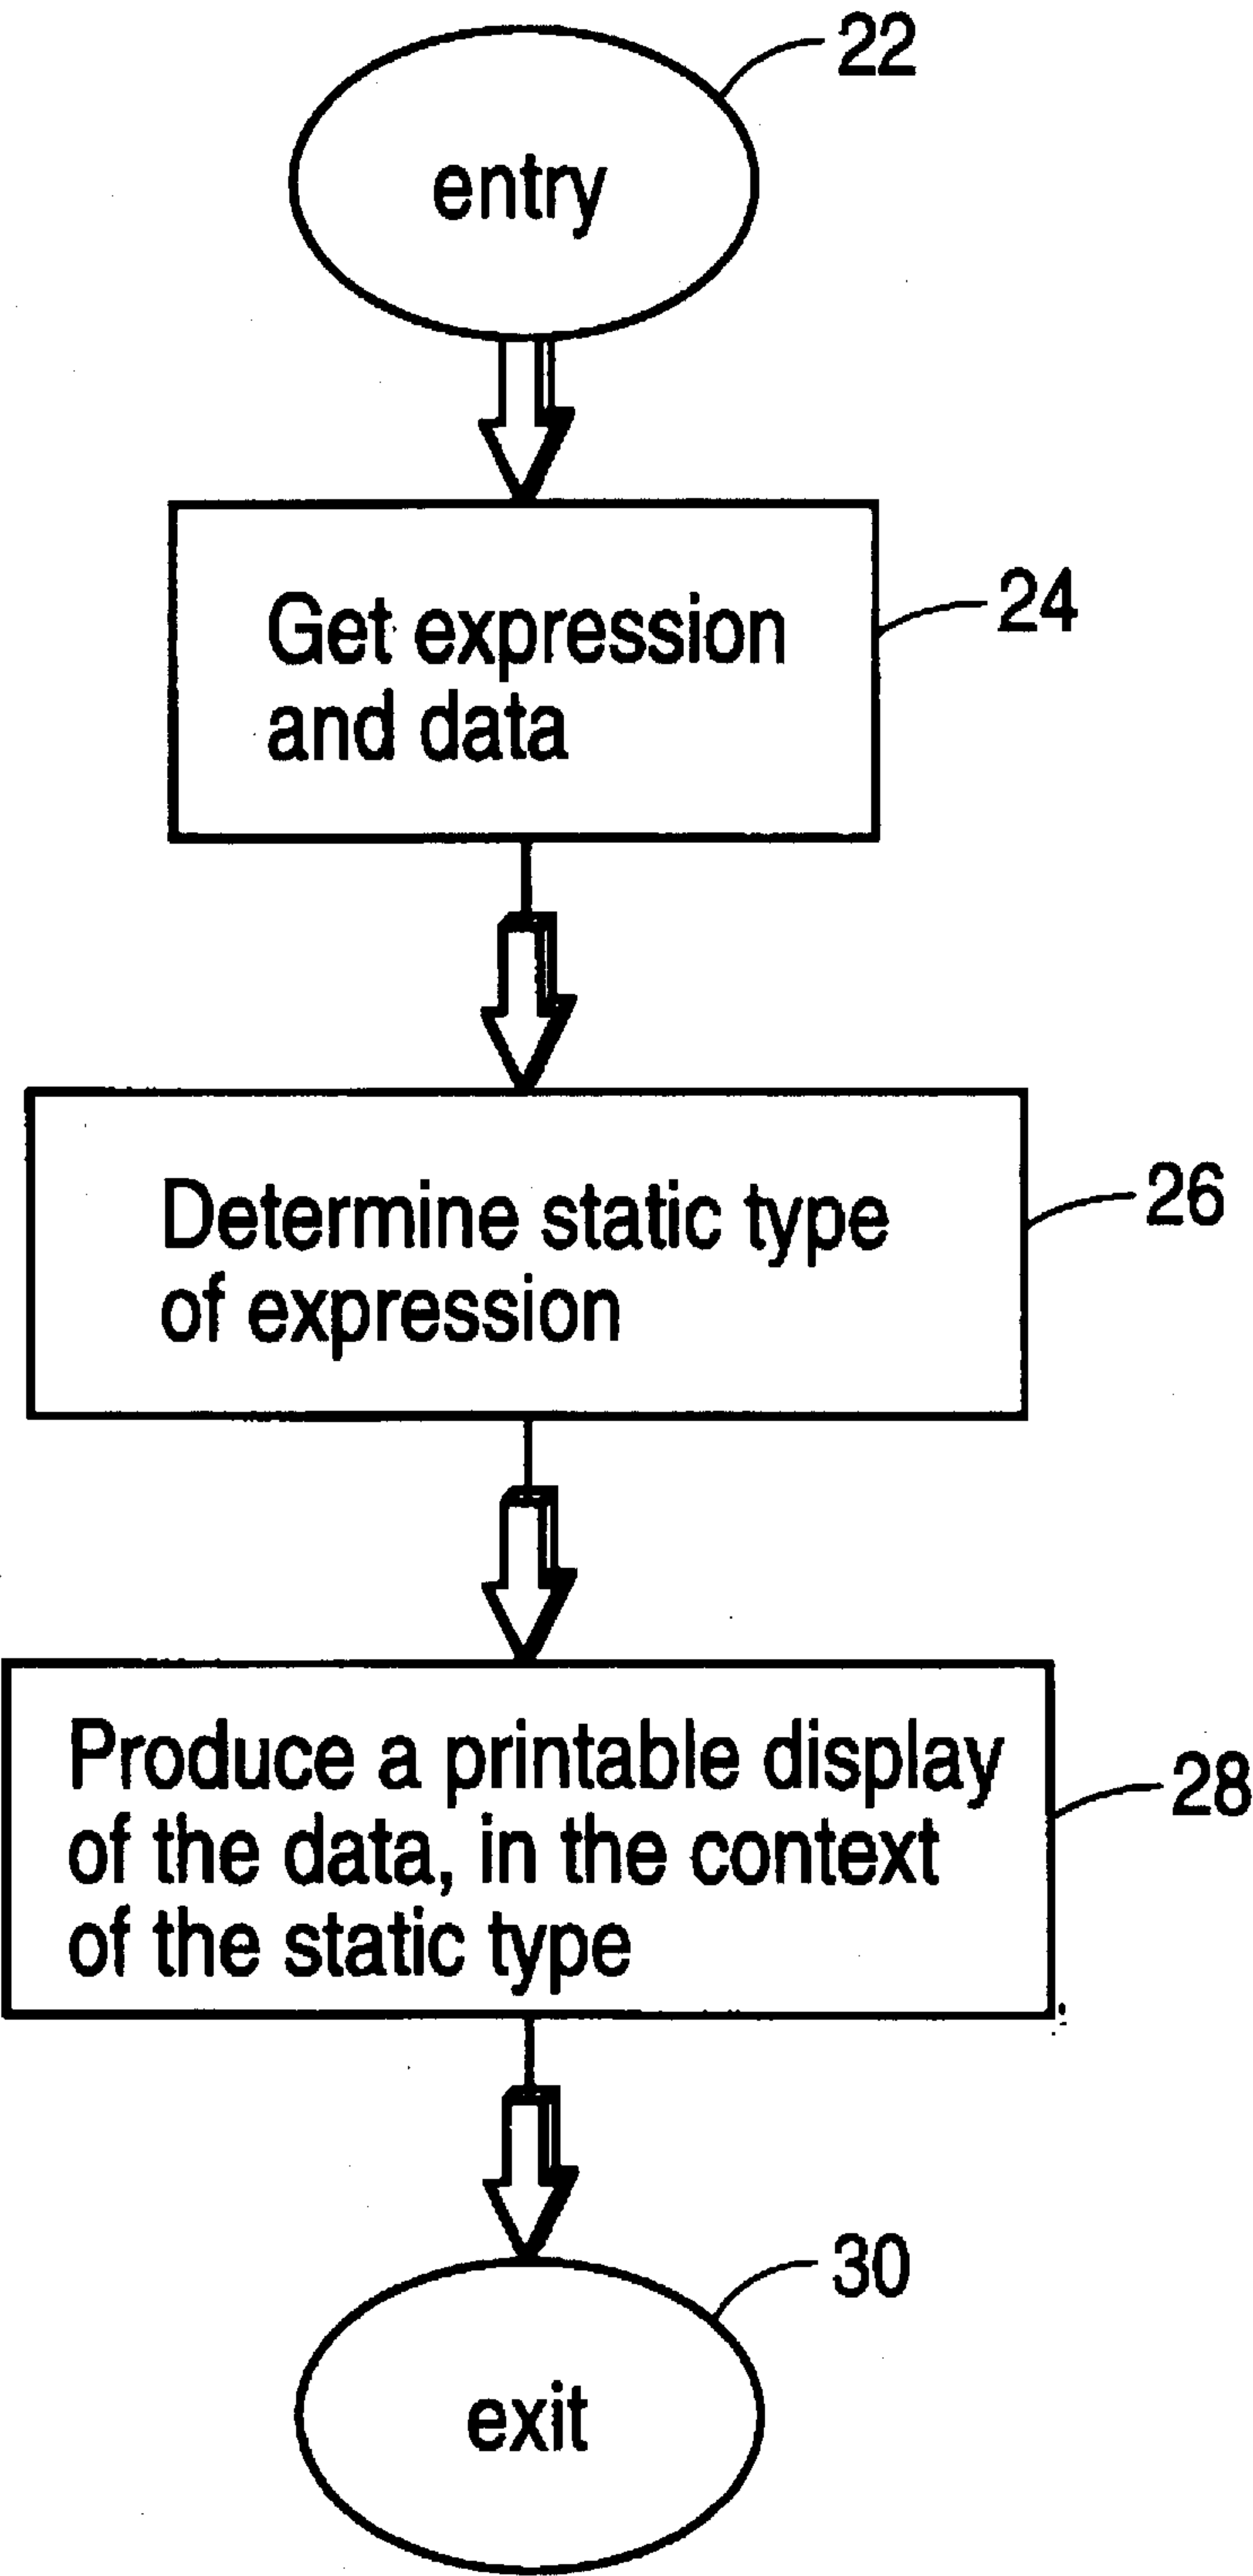 22
entry
Get expression
and data
24
Determine static type
of expression
26
Produce a printable display
of the data, in the context
of the static type
28
30
exit